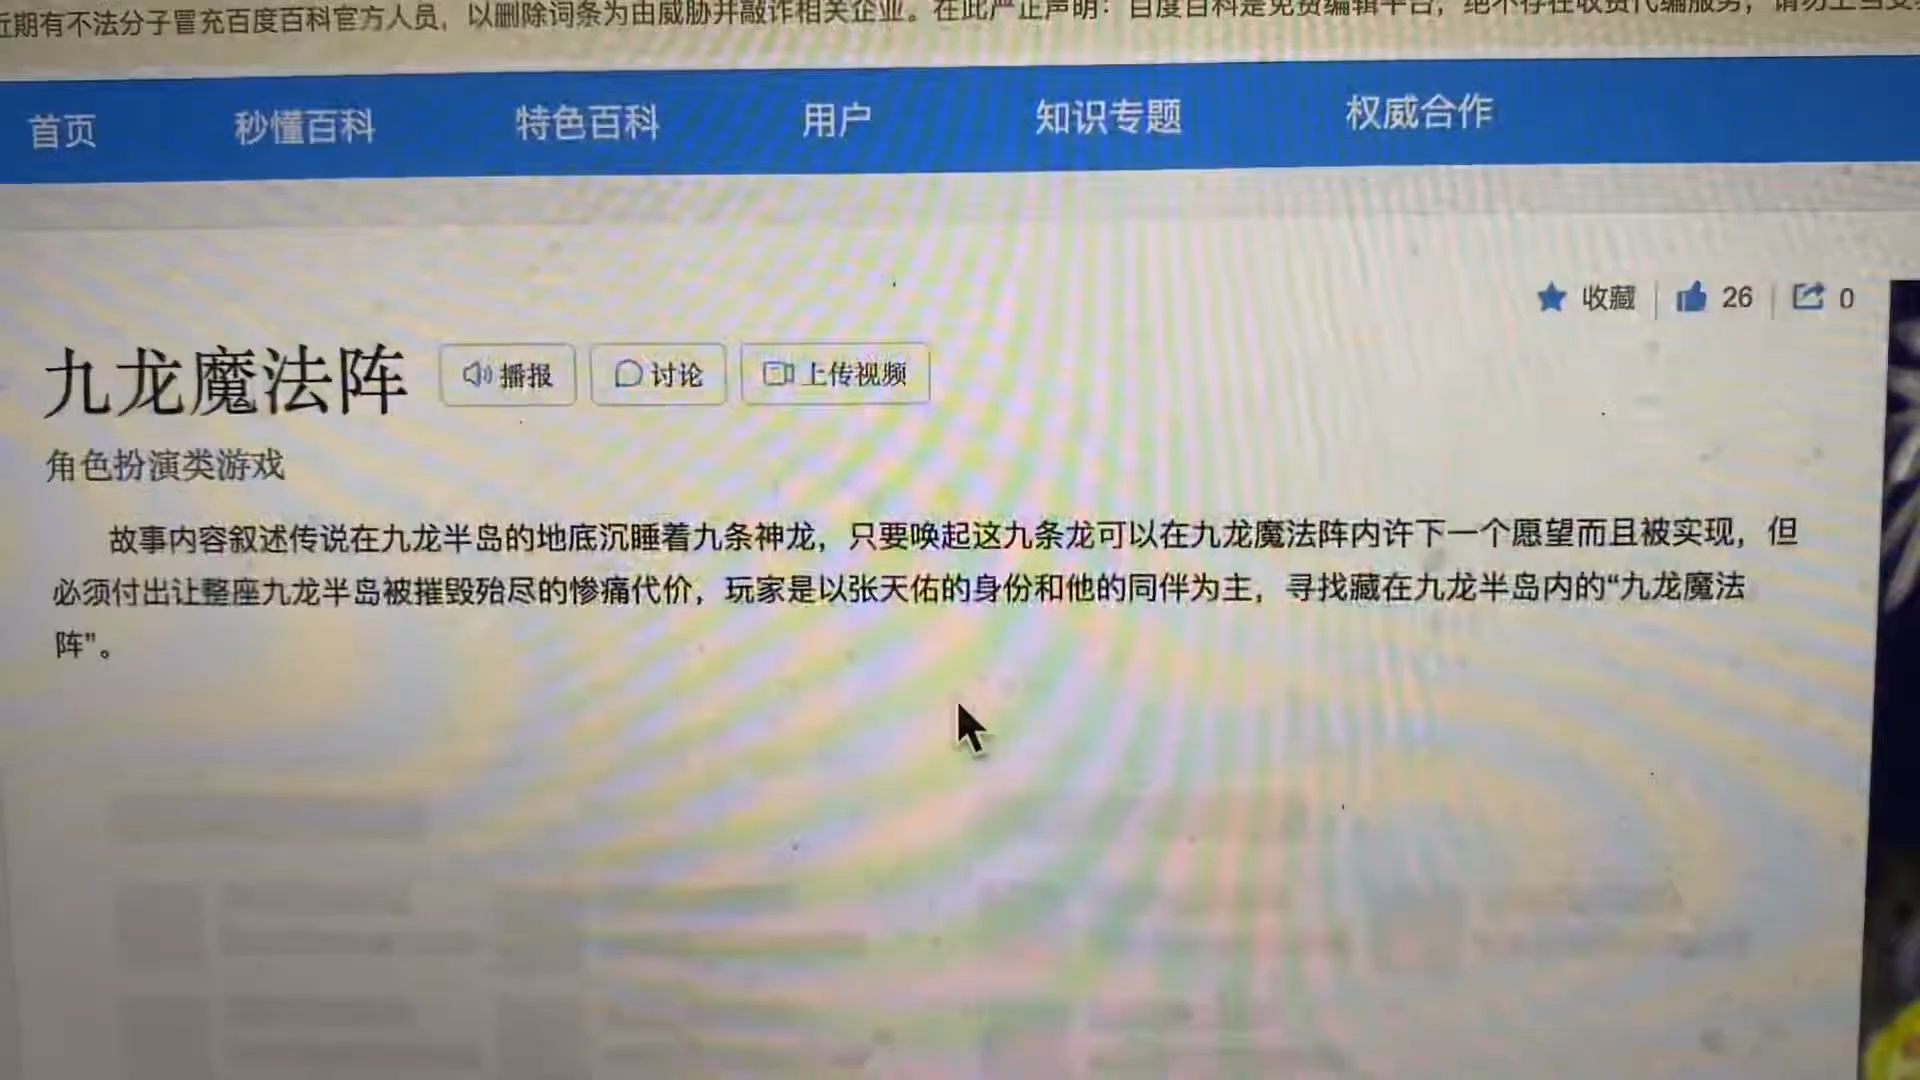 近期有不法分子冒充百度百科官方人员，以删除词条为由威胁并敲诈相关企业。在此严正声明：百度百科是免费编辑平台，绝不存在收费代编服务，请勿上当受
首页 秒懂百科 特色百科 用户 知识专题 权威合作
收藏 26 0
九龙魔法阵 播报 讨论 上传视频
角色扮演类游戏
故事内容叙述传说在九龙半岛的地底沉睡着九条神龙，只要唤起这九条龙可以在九龙魔法阵内许下一个愿望而且被实现，但
必须付出让整座九龙半岛被摧毁殆尽的惨痛代价，玩家是以张天佑的身份和他的同伴为主，寻找藏在九龙半岛内的“九龙魔法
阵”。